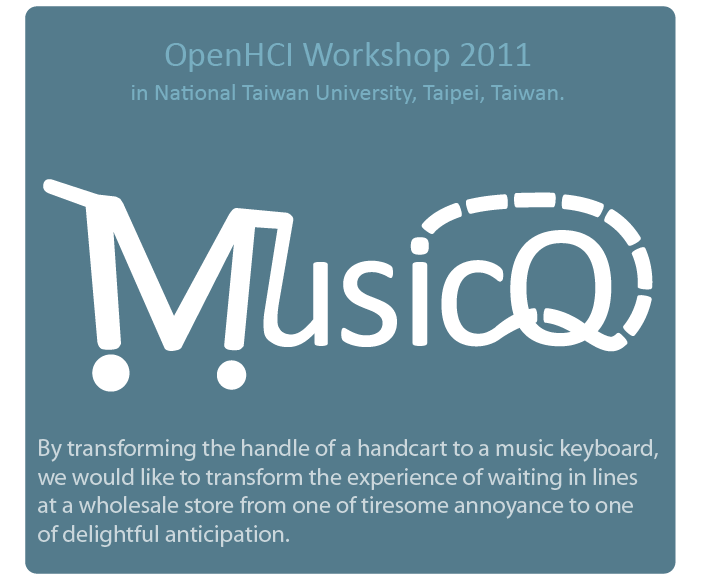 OpenHCI Workshop 2011
in National Taiwan University, Taipei, Taiwan.
MusicQ
By transforming the handle of a handcart to a music keyboard,
we would like to transform the experience of waiting in lines
at a wholesale store from one of tiresome annoyance to one
of delightful anticipation.